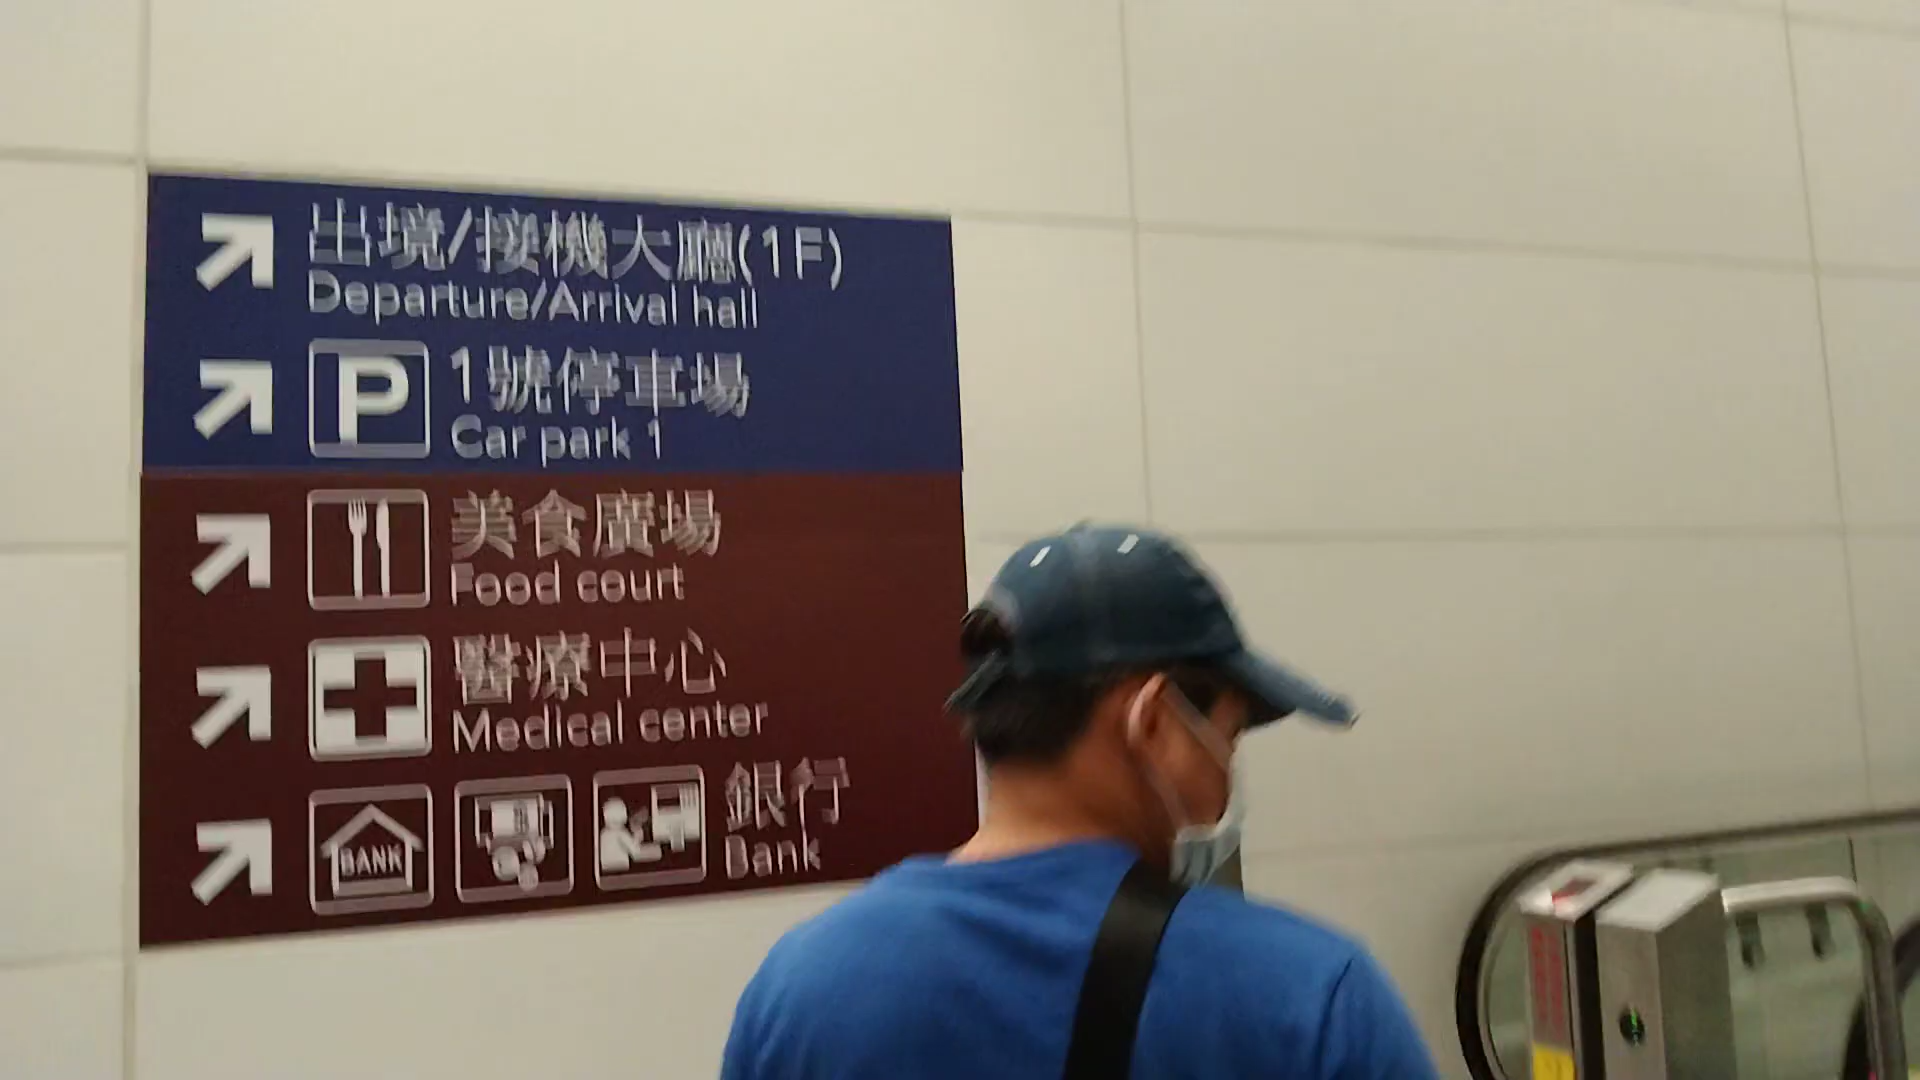 出境/接機大廳(1F)
Departure/Arrival hall
P
1號停車場
Car park 1
美食廣場
Food court
醫療中心
Medical center
BANK
銀行
Bank